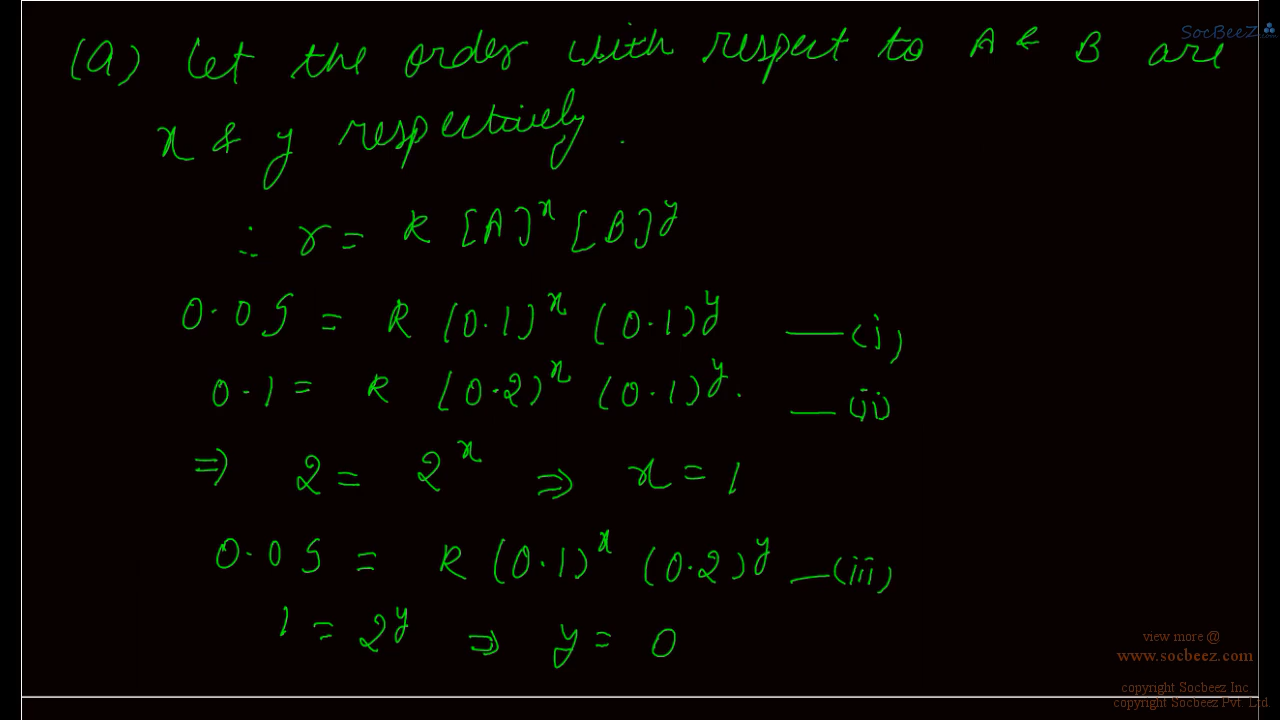 SocBeeZ
(a) Let the order with respect to A & B are
x & y respectively.
∴ r = K [A]^x [B]^y
0.05 = K (0.1)^x (0.1)^y —(i)
0.1 = K (0.2)^x (0.1)^y. —(ii)
⇒ 2 = 2^x ⇒ x = 1
0.05 = K (0.1)^x (0.2)^y —(iii)
1 = 2^y ⇒ y = 0
view more @
www.socbeez.com
copyright Socbeez Inc
copyright Socbeez Pvt Ltd